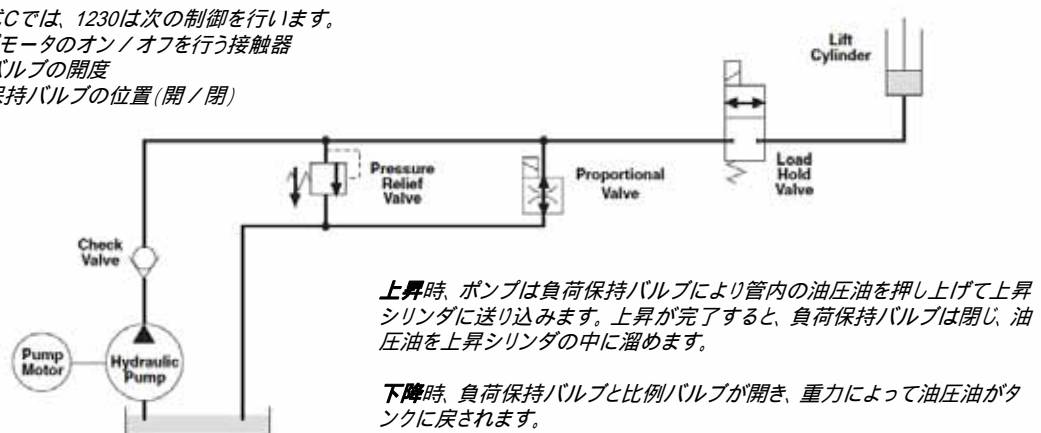 式Cでは、1230は次の制御を行います。
モータのオン / オフを行う接触器
バルブの開度
保持バルブの位置(開 / 閉)
Lift
Cylinder
Load
Hold
Valve
Proportional
Valve
Pressure
Relief
Valve
Check
Valve
Pump
Motor
Hydraulic
Pump
上昇時、ポンプは負荷保持バルブにより管内の油圧油を押し上げて上昇
シリンダに送り込みます。上昇が完了すると、負荷保持バルブは閉じ、油
圧油を上昇シリンダの中に溜めます。
下降時、負荷保持バルブと比例バルブが開き、重力によって油圧油がタ
ンクに戻されます。